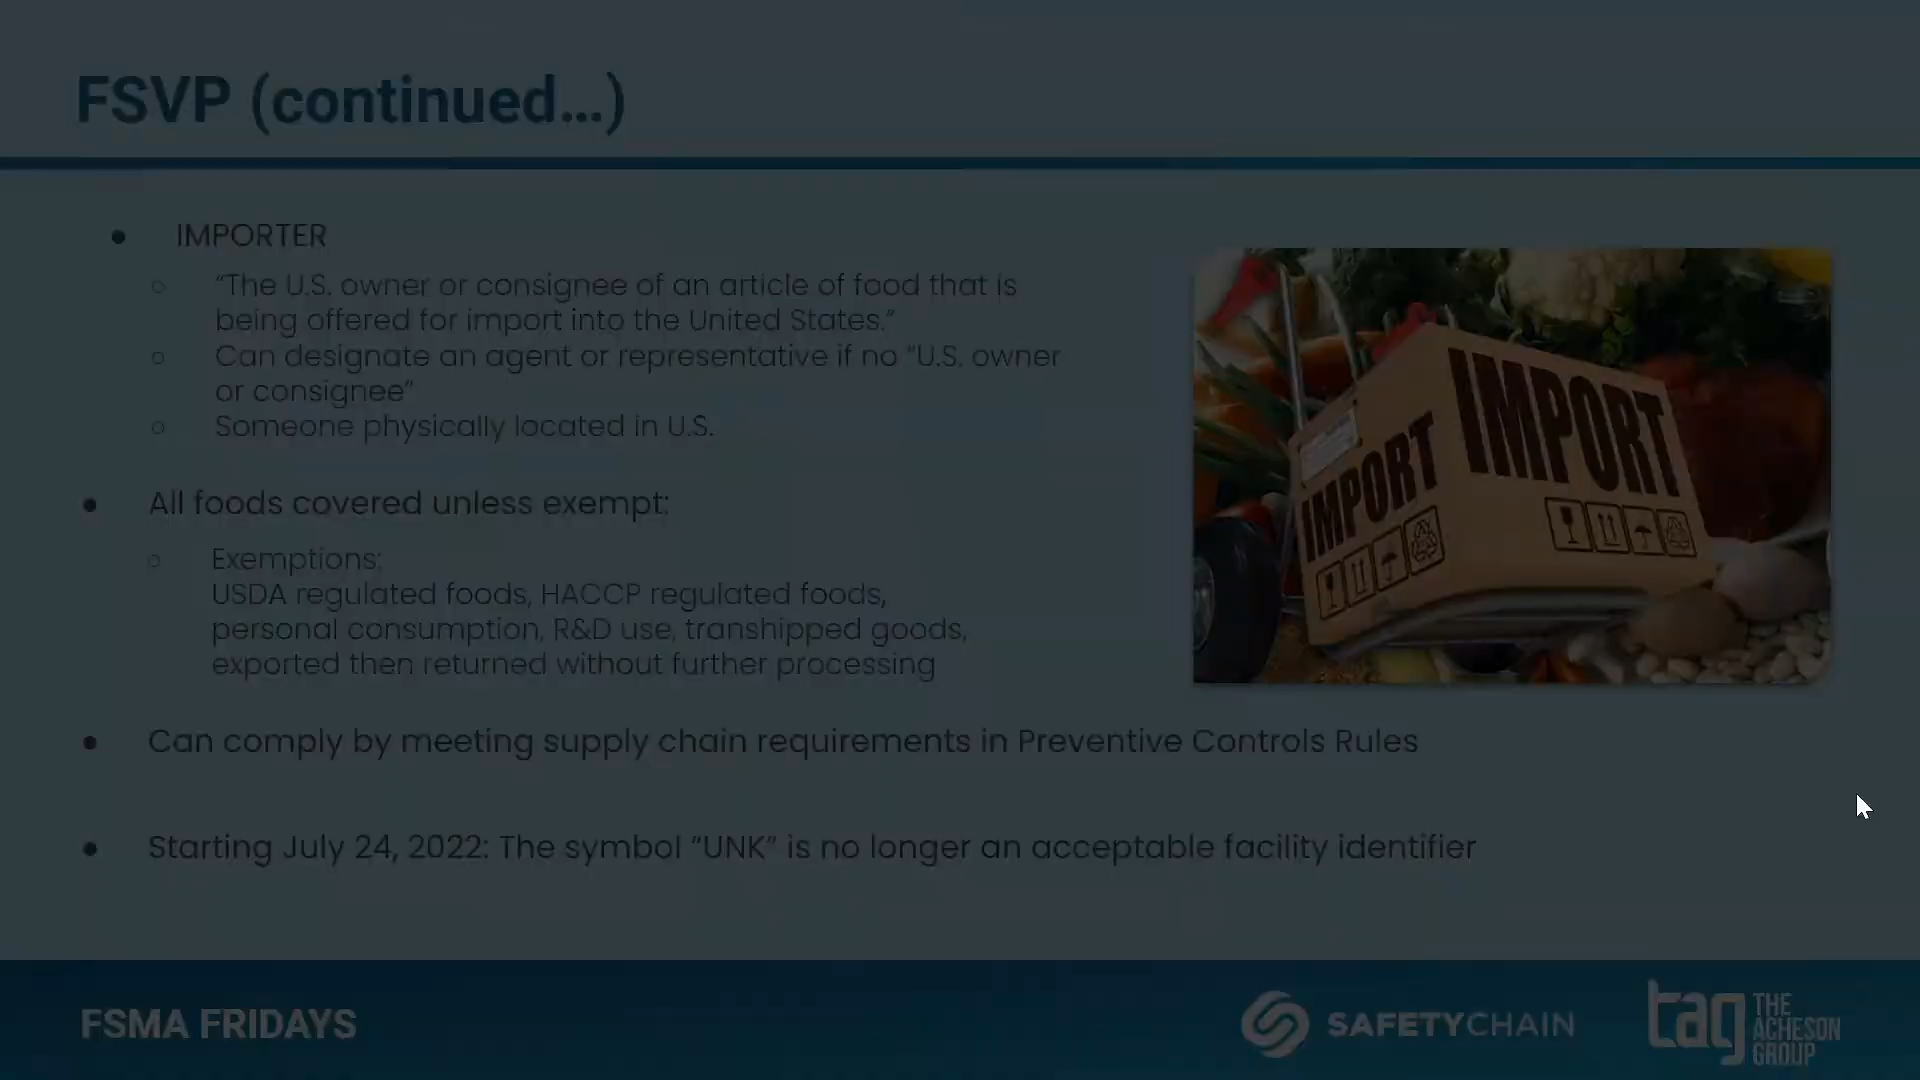 FSVP (continued…)
● IMPORTER
○ “The U.S. owner or consignee of an article of food that is
being offered for import into the United States.”
○ Can designate an agent or representative if no “U.S. owner
or consignee”
○ Someone physically located in U.S.
● All foods covered unless exempt:
○ Exemptions:
USDA regulated foods, HACCP regulated foods,
personal consumption, R&D use, transhipped goods,
exported then returned without further processing
IMPORT
IMPORT
● Can comply by meeting supply chain requirements in Preventive Controls Rules
● Starting July 24, 2022: The symbol “UNK” is no longer an acceptable facility identifier
FSMA FRIDAYS
SAFETYCHAIN
tag THE
ACHESON
GROUP